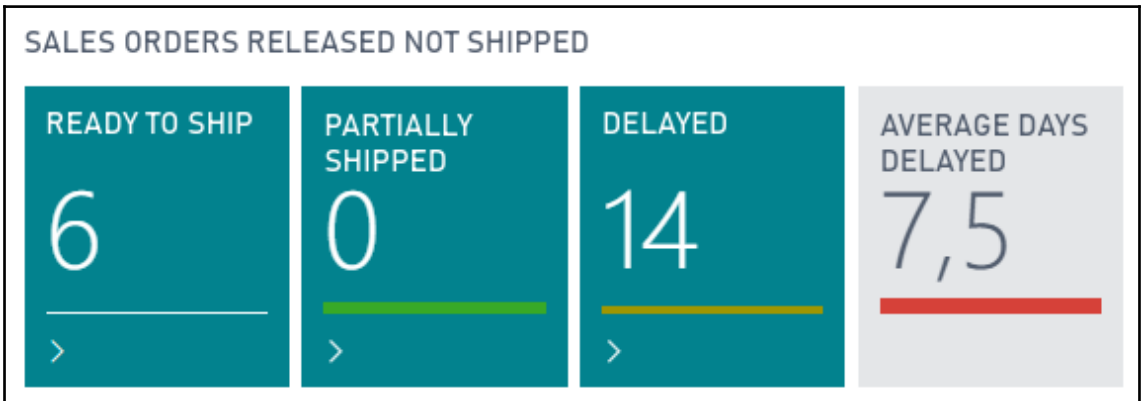 SALES ORDERS RELEASED NOT SHIPPED
READY TO SHIP
6
PARTIALLY
SHIPPED
0
DELAYED
14
AVERAGE DAYS
DELAYED
7,5